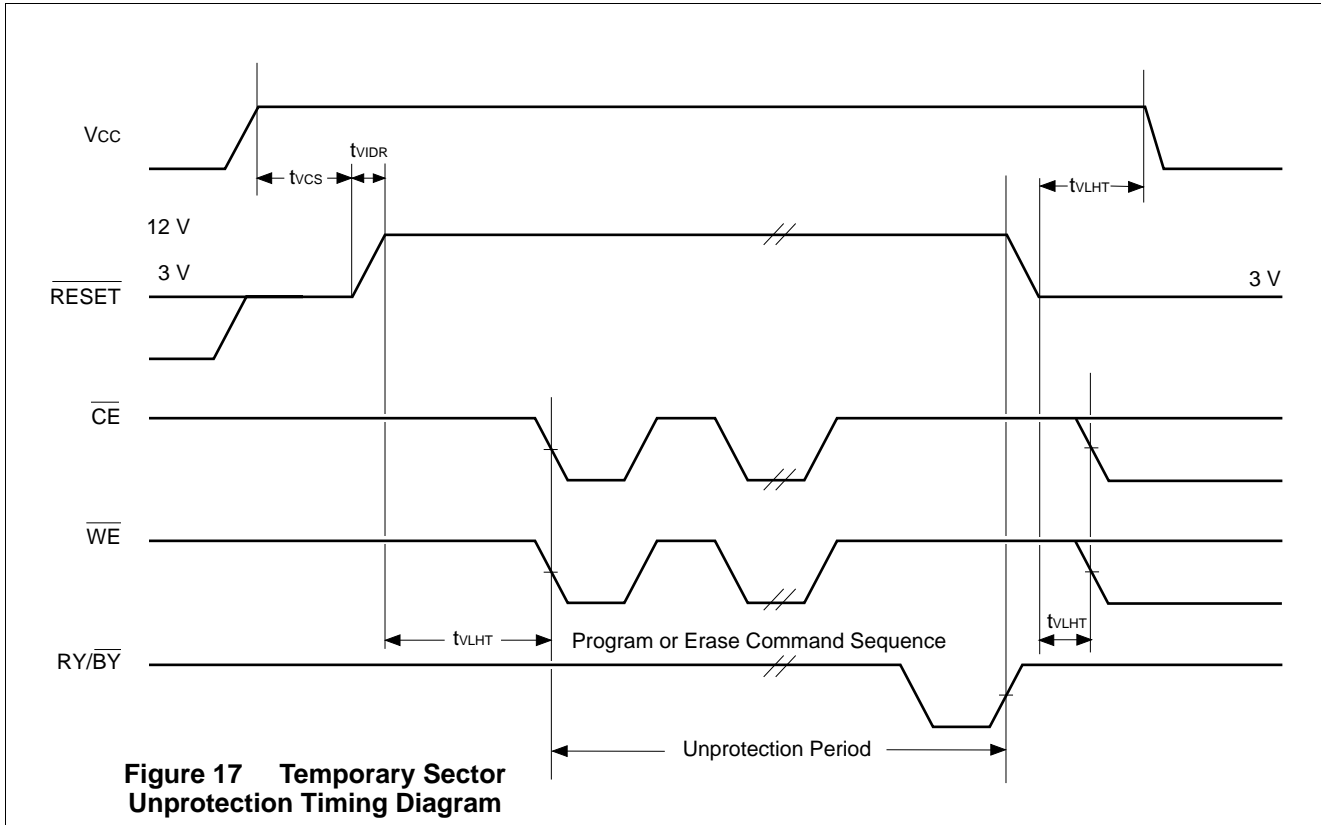 VCC
tVIDR
tVCS
tVLHT
12 V
3 V
RESET
3 V
CE
WE
tVLHT
Program or Erase Command Sequence
tVLHT
RY/BY
Unprotection Period
Figure 17 Temporary Sector
Unprotection Timing Diagram